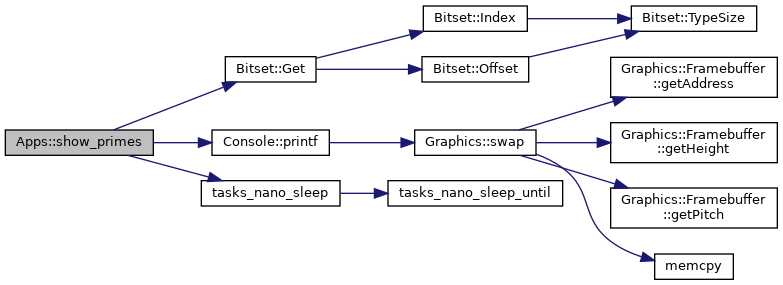 Apps::show_primes
Bitset::Get
Bitset::Index
Bitset::TypeSize
Bitset::Offset
Console::printf
Graphics::swap
Graphics::Framebuffer
::getAddress
Graphics::Framebuffer
::getHeight
Graphics::Framebuffer
::getPitch
memcpy
tasks_nano_sleep
tasks_nano_sleep_until